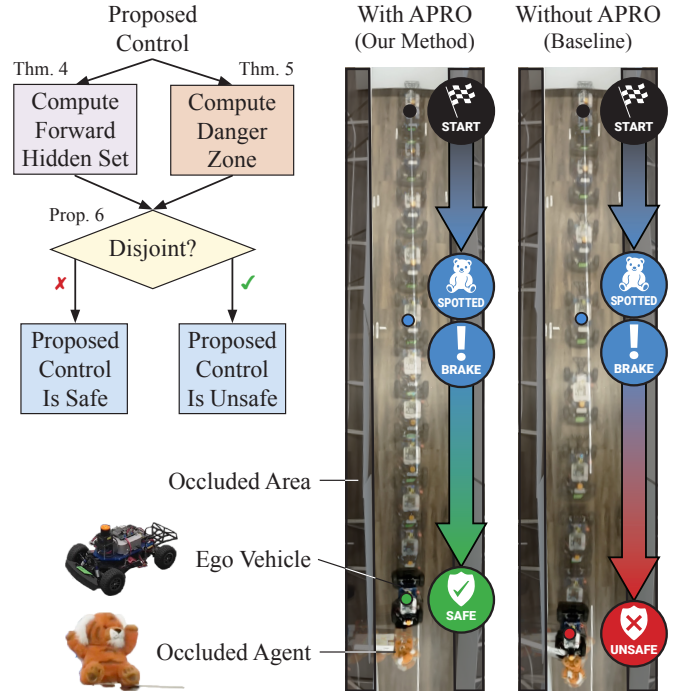 Proposed
Control
Thm. 4
Thm. 5
Compute
Forward
Hidden Set
Compute
Danger
Zone
Prop. 6
Disjoint?
✗
✓
Proposed
Control
Is Safe
Proposed
Control
Is Unsafe
Occluded Area
Ego Vehicle
Occluded Agent
With APRO
(Our Method)
START
SPOTTED
BRAKE
SAFE
Without APRO
(Baseline)
START
SPOTTED
BRAKE
UNSAFE